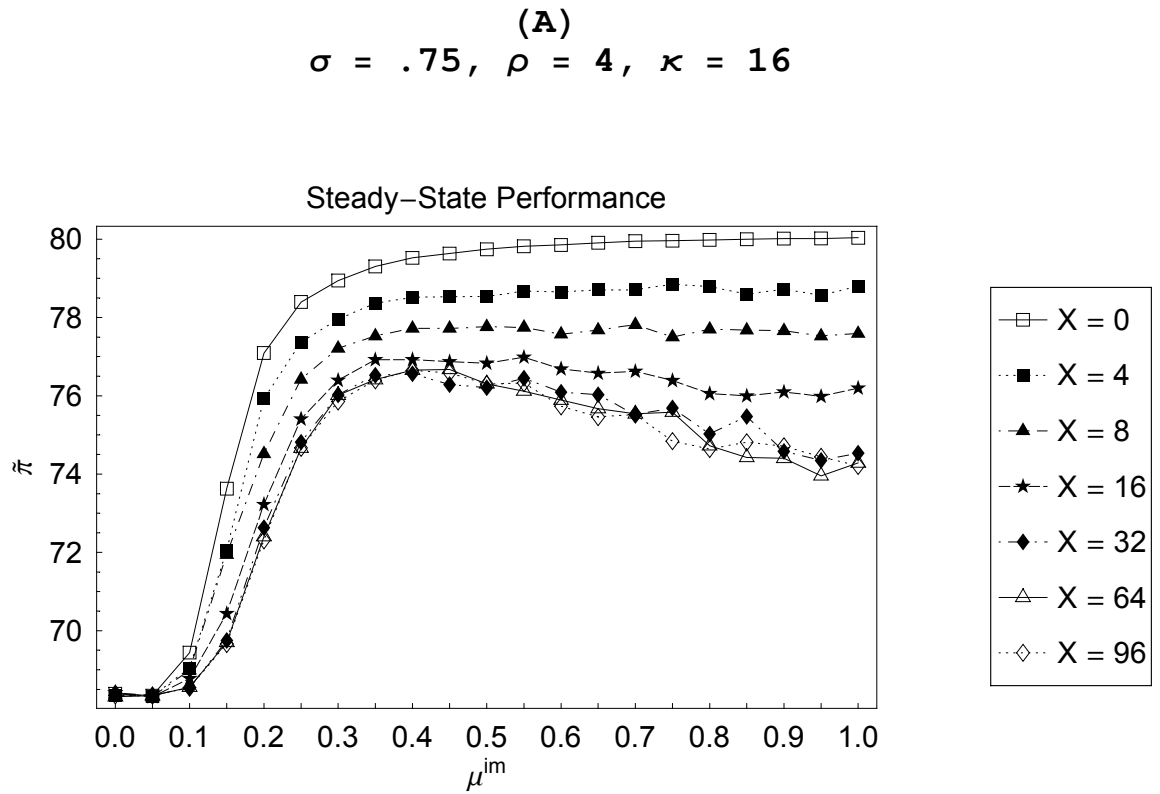 (A)
σ = .75, ρ = 4, κ = 16
Steady−State Performance
80
78
76
74
72
70
π̃
0.0 0.1 0.2 0.3 0.4 0.5 0.6 0.7 0.8 0.9 1.0
μ^im
X = 0
X = 4
X = 8
X = 16
X = 32
X = 64
X = 96